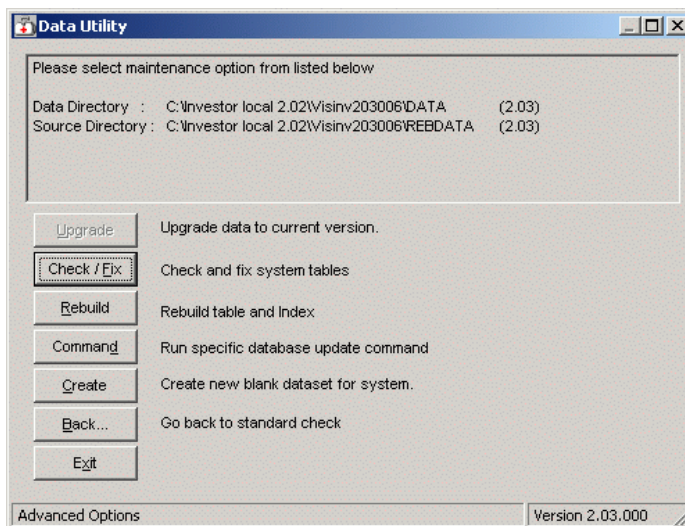 Data Utility
Please select maintenance option from listed below
Data Directory : C:\Investor local 2.02\Visinv203006\DATA (2.03)
Source Directory : C:\Investor local 2.02\Visinv203006\REBDATA (2.03)
Upgrade Upgrade data to current version.
Check / Fix Check and fix system tables
Rebuild Rebuild table and Index
Command Run specific database update command
Create Create new blank dataset for system.
Back... Go back to standard check
Exit
Advanced Options Version 2.03.000